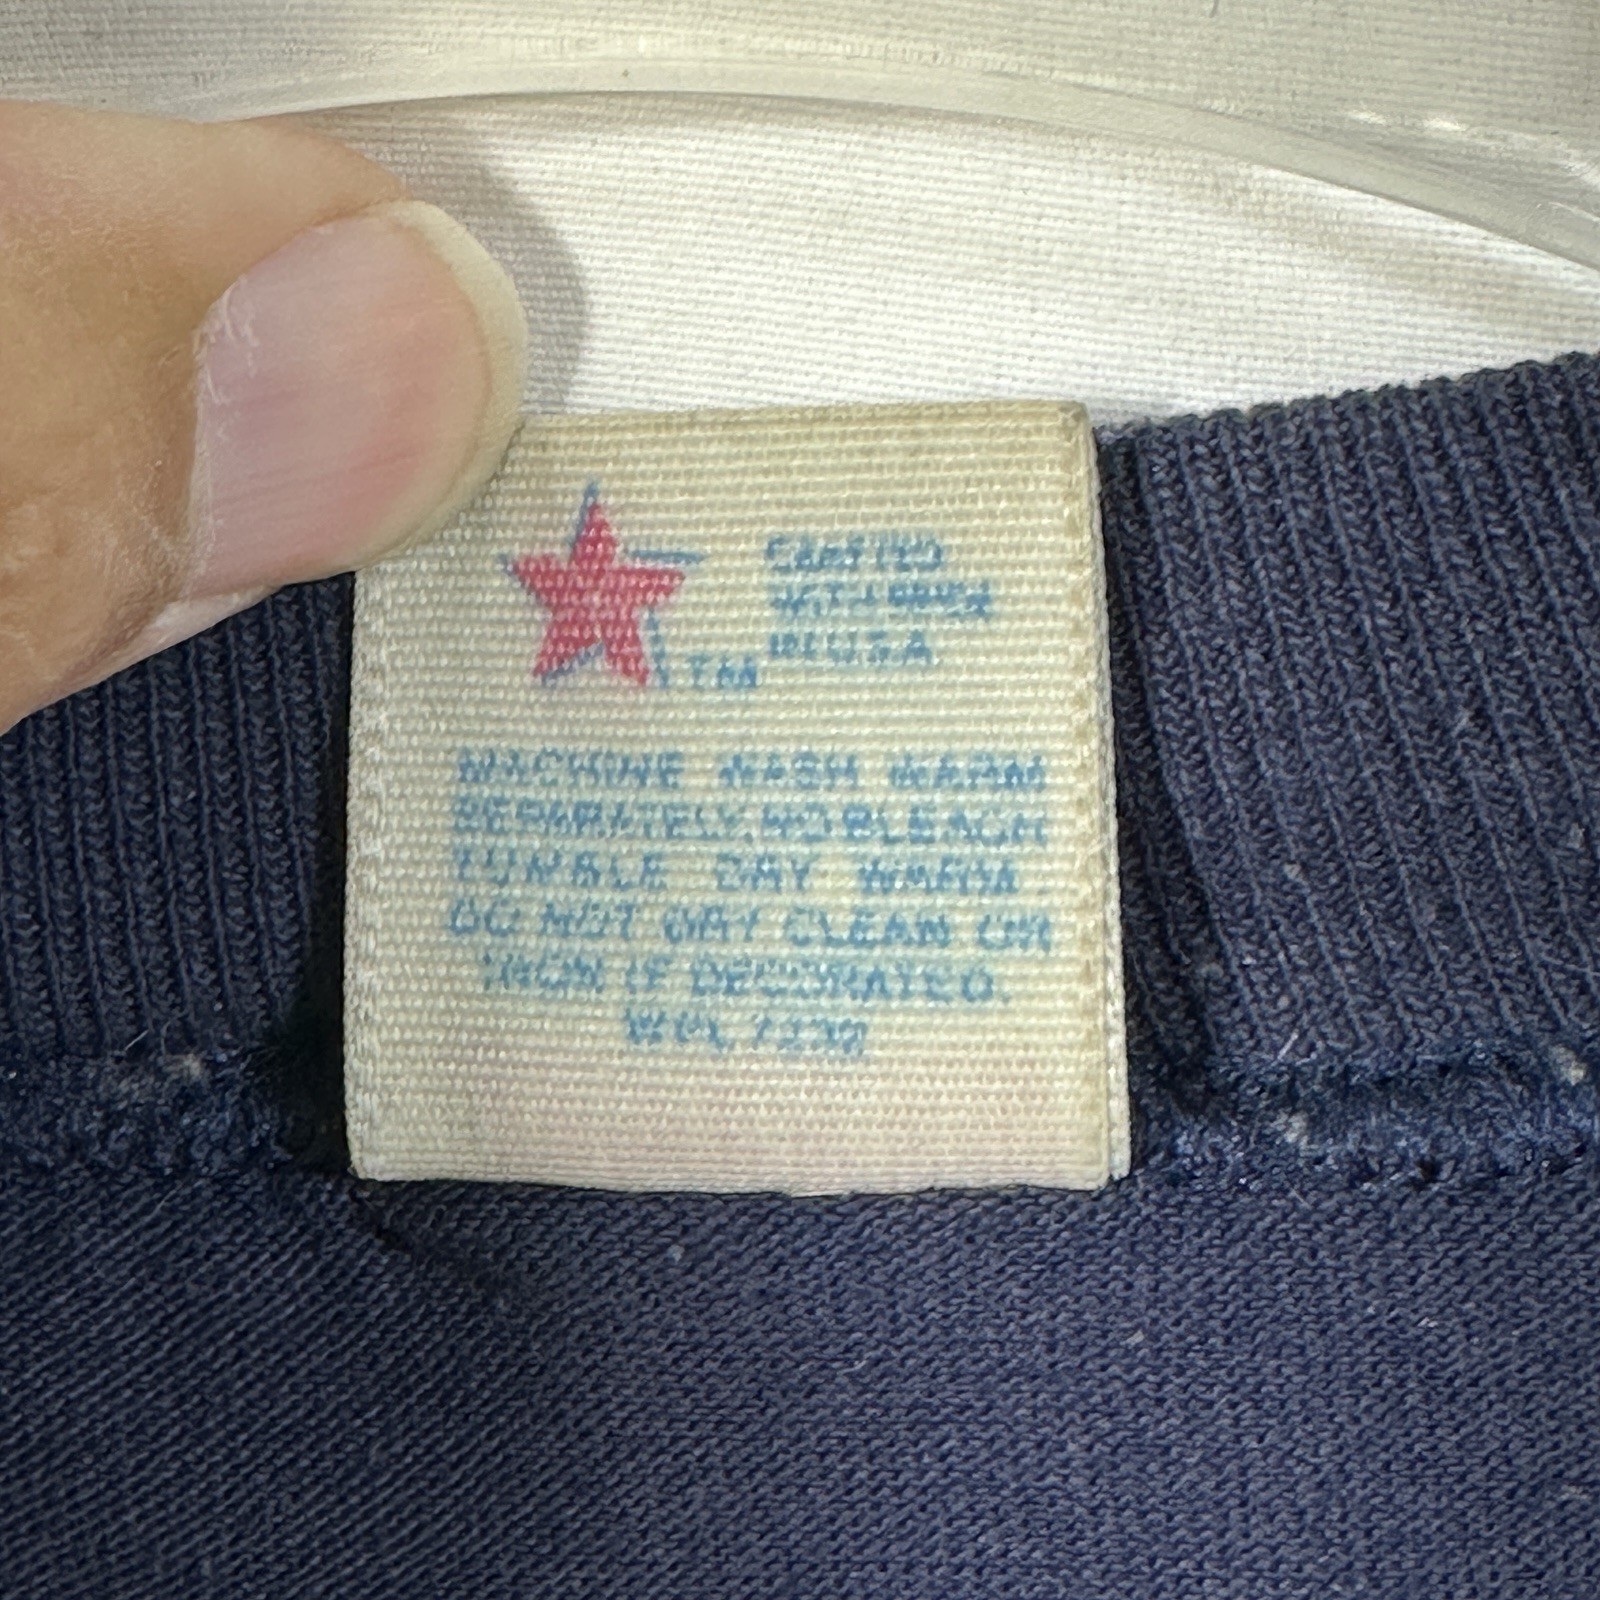 CRAFTED
WITH PRIDE
IN U.S.A.
TM
MACHINE WASH WARM
SEPARATELY, NO BLEACH
TUMBLE DRY WARM
DO NOT DRY CLEAN OR
IRON IF DECORATED.
WPL